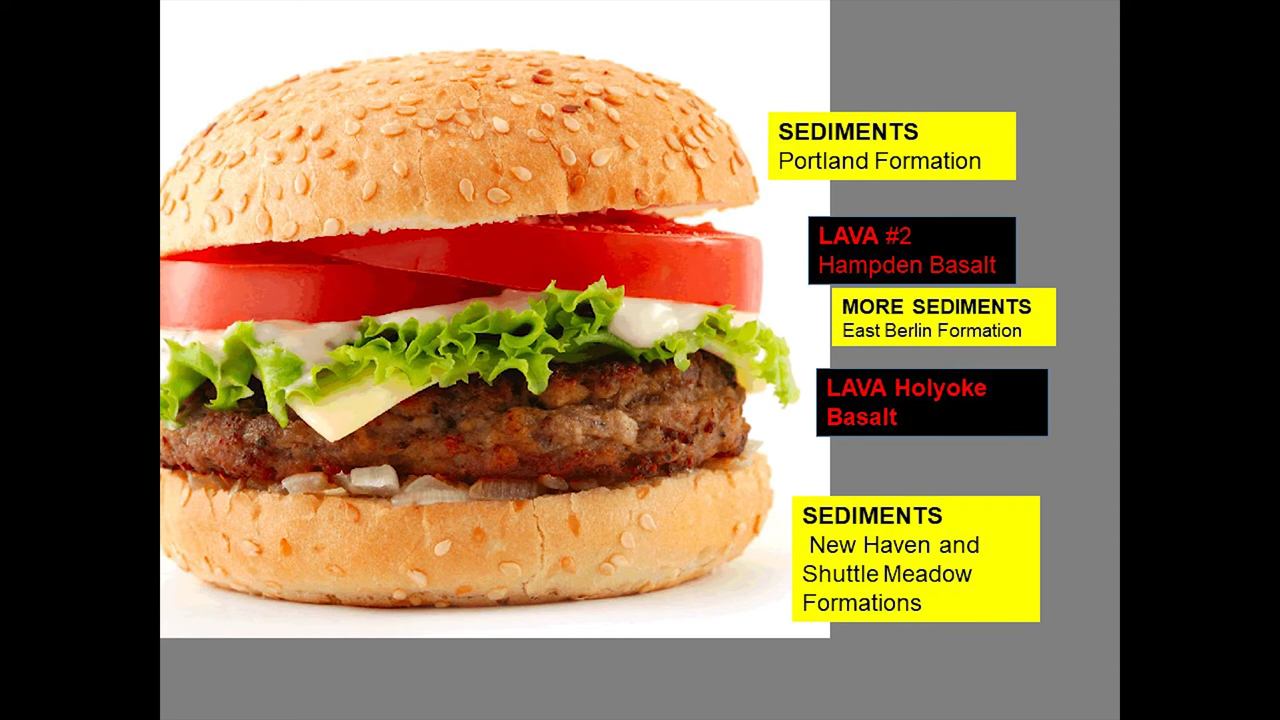 SEDIMENTS
Portland Formation
LAVA #2
Hampden Basalt
MORE SEDIMENTS
East Berlin Formation
LAVA Holyoke
Basalt
SEDIMENTS
New Haven and
Shuttle Meadow
Formations